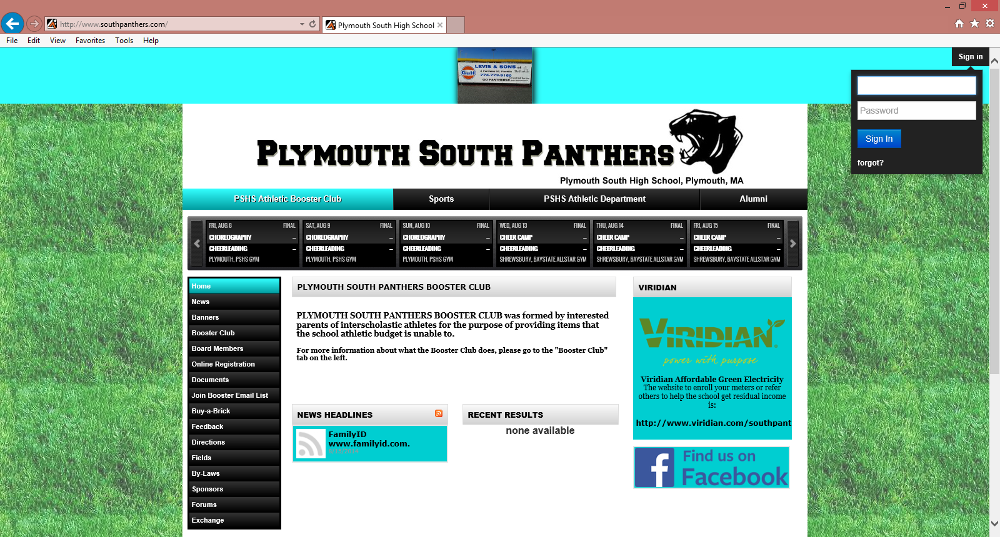 http://www.southpanthers.com/
Plymouth South High School
File Edit View Favorites Tools Help
LEVIS & SONS at
Gulf
774-773-9160
GO PANTHERS!
Sign in
Password
Sign In
forgot?
PLYMOUTH SOUTH PANTHERS
Plymouth South High School, Plymouth, MA
PSHS Athletic Booster Club
Sports
PSHS Athletic Department
Alumni
FRI, AUG 8 FINAL
CHOREOGRAPHY –
CHEERLEADING –
PLYMOUTH, PSHS GYM
SAT, AUG 9 FINAL
CHOREOGRAPHY –
CHEERLEADING –
PLYMOUTH, PSHS GYM
SUN, AUG 10 FINAL
CHOREOGRAPHY –
CHEERLEADING –
PLYMOUTH, PSHS GYM
WED, AUG 13 FINAL
CHEER CAMP –
CHEERLEADING –
SHREWSBURY, BAYSTATE ALLSTAR GYM
THU, AUG 14 FINAL
CHEER CAMP –
CHEERLEADING –
SHREWSBURY, BAYSTATE ALLSTAR GYM
FRI, AUG 15 FINAL
CHEER CAMP –
CHEERLEADING –
SHREWSBURY, BAYSTATE ALLSTAR GYM
Home
News
Banners
Booster Club
Board Members
Online Registration
Documents
Join Booster Email List
Buy-a-Brick
Feedback
Directions
Fields
By-Laws
Sponsors
Forums
Exchange
PLYMOUTH SOUTH PANTHERS BOOSTER CLUB
PLYMOUTH SOUTH PANTHERS BOOSTER CLUB was formed by interested
parents of interscholastic athletes for the purpose of providing items that
the school athletic budget is unable to.
For more information about what the Booster Club does, please go to the "Booster Club"
tab on the left.
NEWS HEADLINES
FamilyID
www.familyid.com.
RECENT RESULTS
none available
VIRIDIAN
VIRIDIAN
power with purpose
Viridian Affordable Green Electricity
The website to enroll your meters or refer
others to help the school get residual income
is:
http://www.viridian.com/southpant
Find us on
Facebook